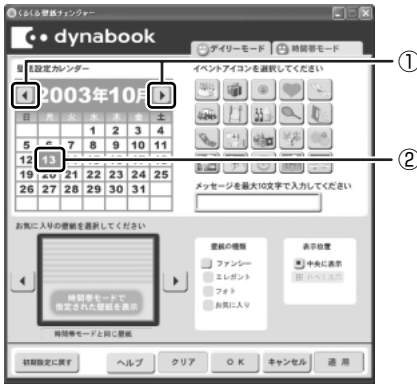 くるくる壁紙チェンジャー
dynabook
デイリーモード
時間帯モード
壁紙設定カレンダー
イベントアイコンを選択してください
①
2003年10月
日 月 火 水 木 金 土
1 2 3 4
5 6 7 8 9 10 11
12 13
②
19 20 21 22 23 24 25
26 27 28 29 30 31
メッセージを最大10文字で入力してください
お気に入りの壁紙を選択してください
壁紙の種類
表示位置
ファンシー
中央に表示
エレガント
フォト
お気に入り
時間帯モードで
指定された壁紙を表示
時間帯モードと同じ壁紙
初期設定に戻す
ヘルプ
クリア
OK
キャンセル
適用